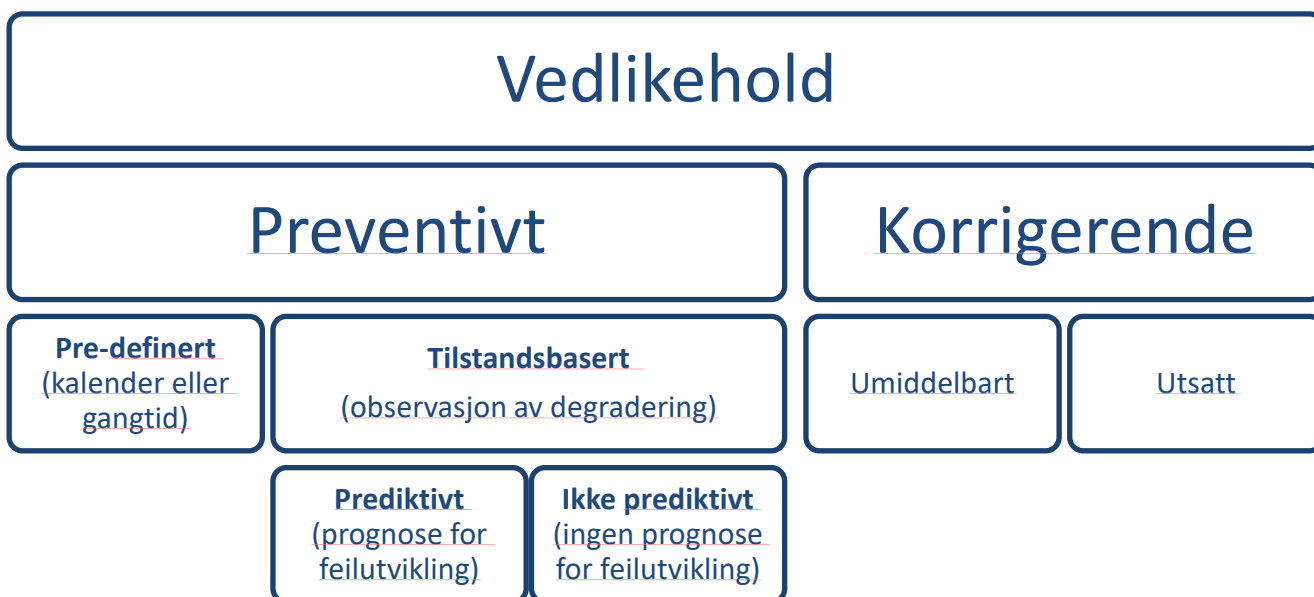 Vedlikehold
Preventivt
Korrigerende
Pre-definert
(kalender eller
gangtid)
Tilstandsbasert
(observasjon av degradering)
Umiddelbart
Utsatt
Prediktivt
(prognose for
feilutvikling)
Ikke prediktivt
(ingen prognose
for feilutvikling)